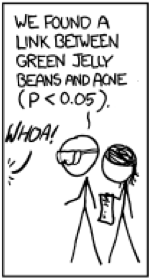 WE FOUND A
LINK BETWEEN
GREEN JELLY
BEANS AND ACNE
(P < 0.05).
WHOA!